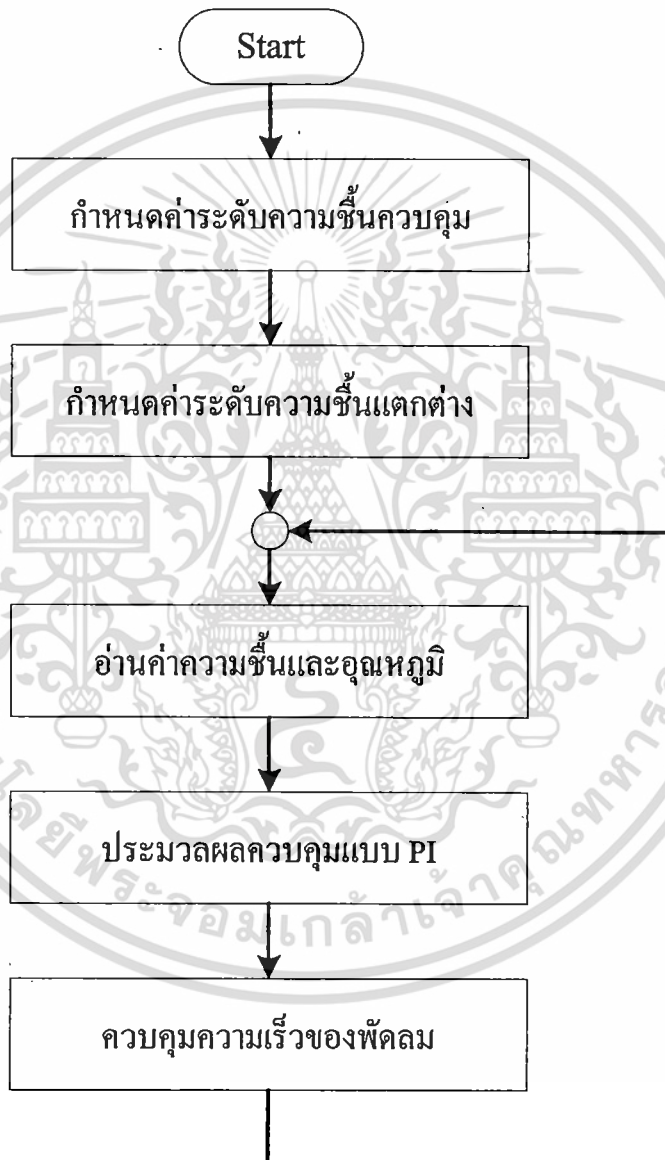 Start
กำหนดค่าระดับความชื้นควบคุม
กำหนดค่าระดับความชื้นแตกต่าง
อ่านค่าความชื้นและอุณหภูมิ
ประมวลผลควบคุมแบบ PI
ควบคุมความเร็วของพัดลม